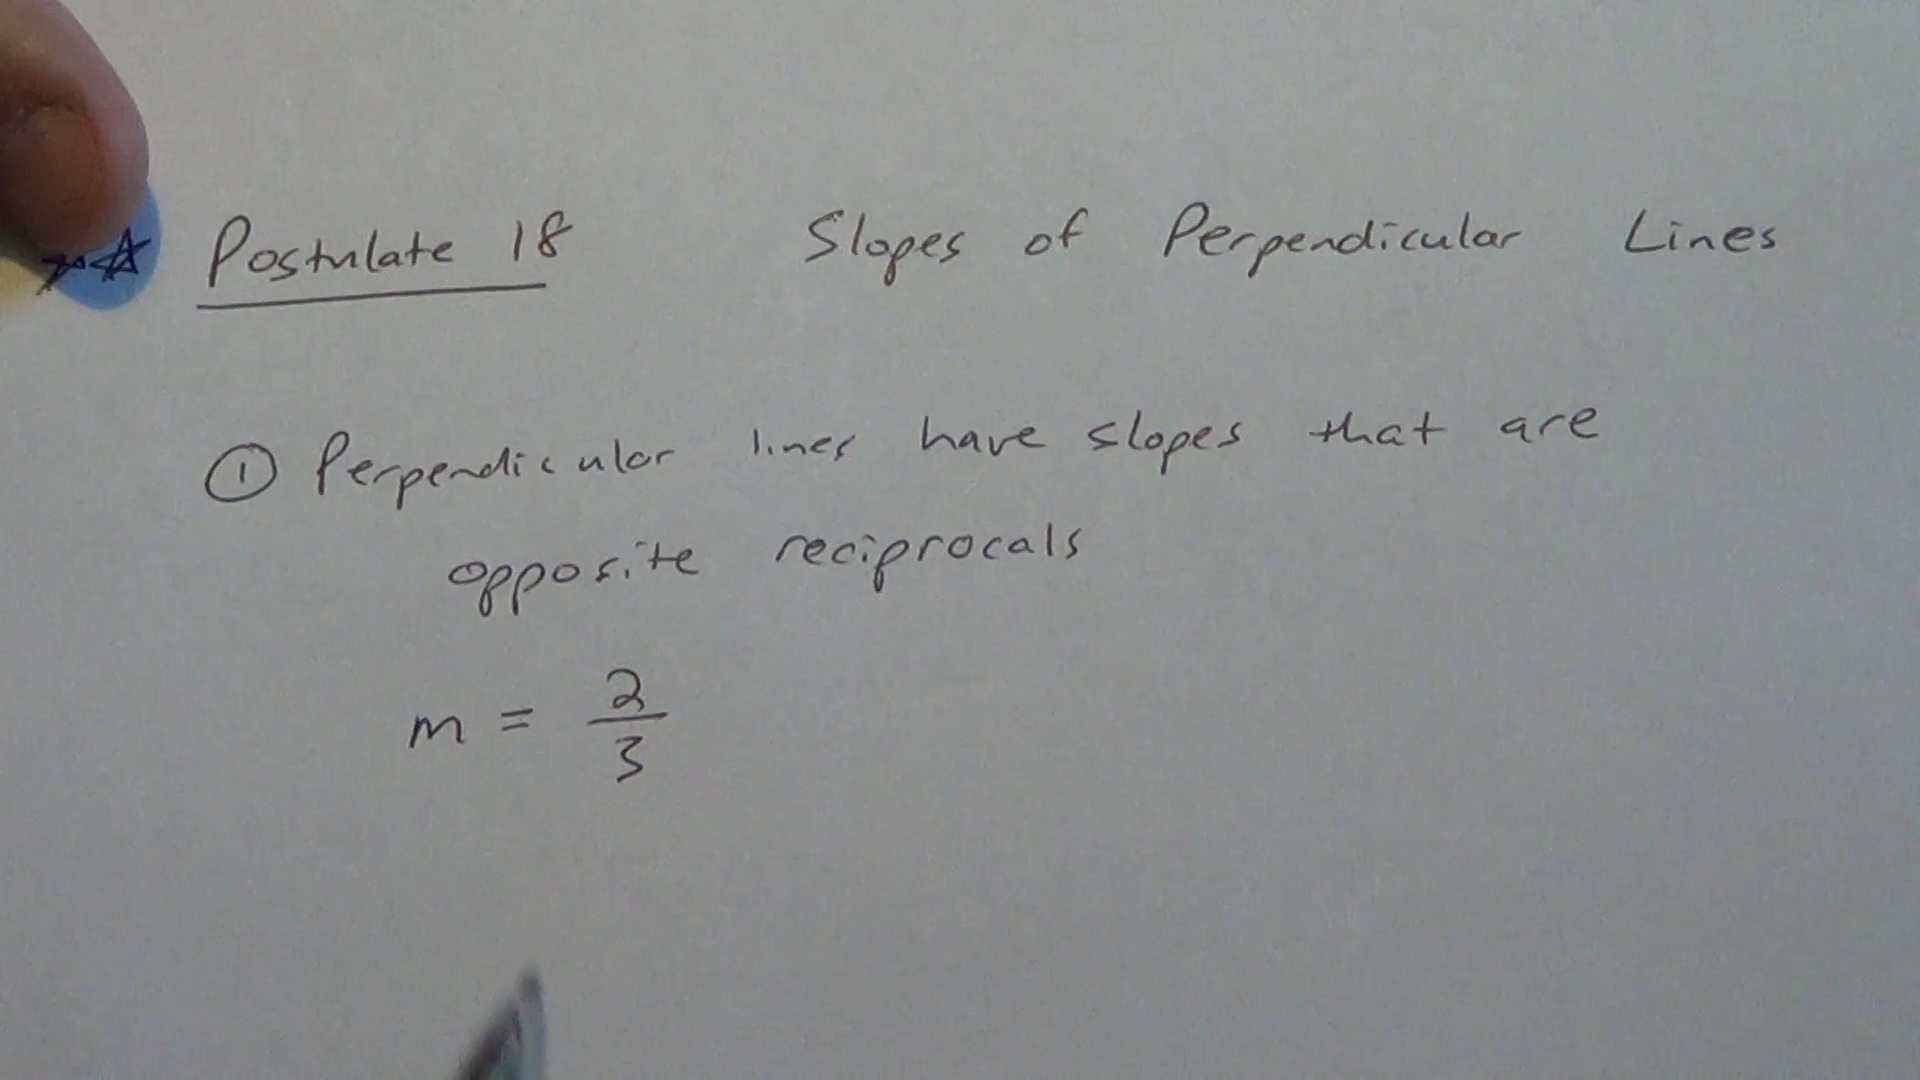 Postulate 18 Slopes of Perpendicular Lines
① Perpendicular lines have slopes that are
opposite reciprocals
m = 2/3